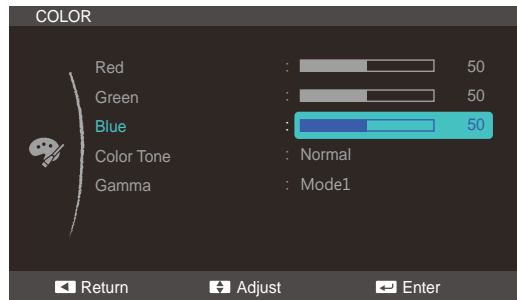 COLOR
Red : 50
Green : 50
Blue : 50
Color Tone : Normal
Gamma : Mode1
Return Adjust Enter